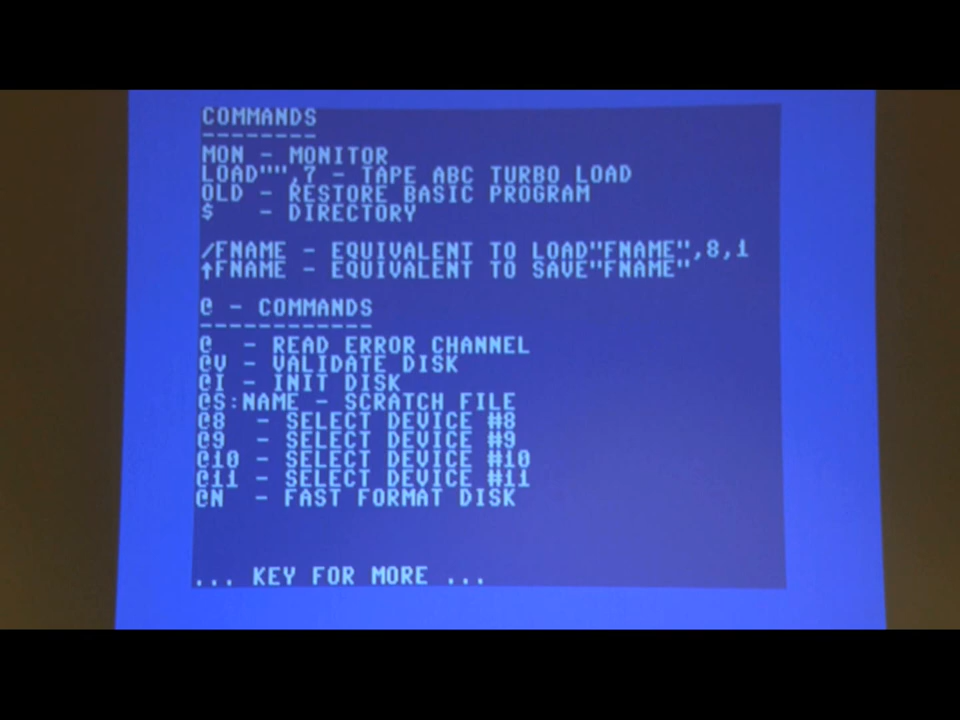 COMMANDS
--------
MON - MONITOR
LOAD"",7 - TAPE ABC TURBO LOAD
OLD - RESTORE BASIC PROGRAM
$   - DIRECTORY
/FNAME - EQUIVALENT TO LOAD"FNAME",8,1
↑FNAME - EQUIVALENT TO SAVE"FNAME"
@ - COMMANDS
------------
@   - READ ERROR CHANNEL
@V - VALIDATE DISK
@I - INIT DISK
@S:NAME - SCRATCH FILE
@8  - SELECT DEVICE #8
@9  - SELECT DEVICE #9
@10 - SELECT DEVICE #10
@11 - SELECT DEVICE #11
@N  - FAST FORMAT DISK
... KEY FOR MORE ...